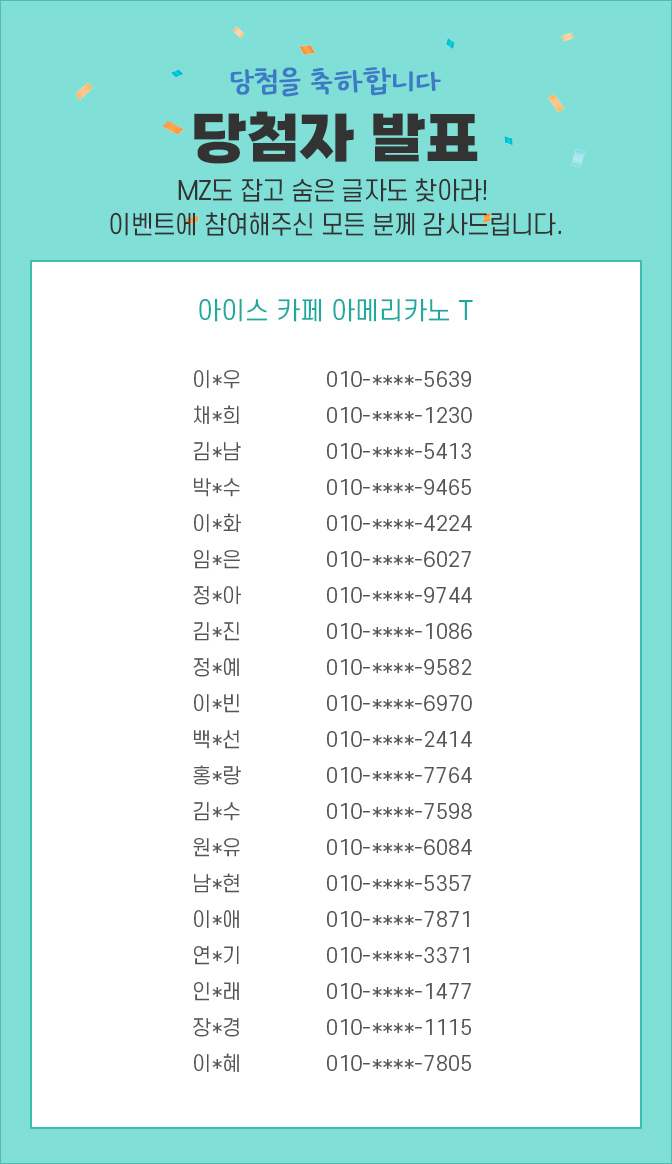 당첨을 축하합니다
당첨자 발표
MZ도 잡고 숨은 글자도 찾아라!
이벤트에 참여해주신 모든 분께 감사드립니다.
아이스 카페 아메리카노 T
이*우 010-****-5639
채*희 010-****-1230
김*남 010-****-5413
박*수 010-****-9465
이*화 010-****-4224
임*은 010-****-6027
정*아 010-****-9744
김*진 010-****-1086
정*예 010-****-9582
이*빈 010-****-6970
백*선 010-****-2414
홍*랑 010-****-7764
김*수 010-****-7598
원*유 010-****-6084
남*현 010-****-5357
이*애 010-****-7871
연*기 010-****-3371
인*래 010-****-1477
장*경 010-****-1115
이*혜 010-****-7805